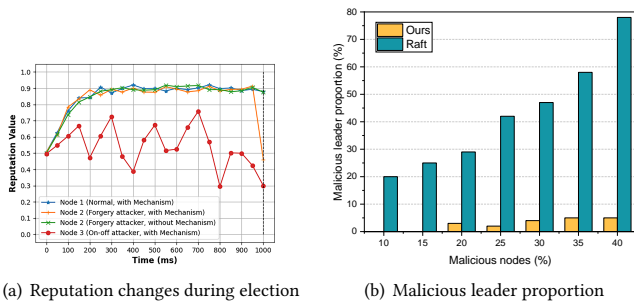 Reputation Value
1.0
0.9
0.8
0.7
0.6
0.5
0.4
0.3
0.2
0.1
0.0
Node 1 (Normal, with Mechanism)
Node 2 (Forgery attacker, with Mechanism)
Node 2 (Forgery attacker, without Mechanism)
Node 3 (On-off attacker, with Mechanism)
0 100 200 300 400 500 600 700 800 900 1000
Time (ms)
(a) Reputation changes during election
Malicious leader proportion (%)
80
70
60
50
40
30
20
10
0
Ours
Raft
10 15 20 25 30 35 40
Malicious nodes (%)
(b) Malicious leader proportion